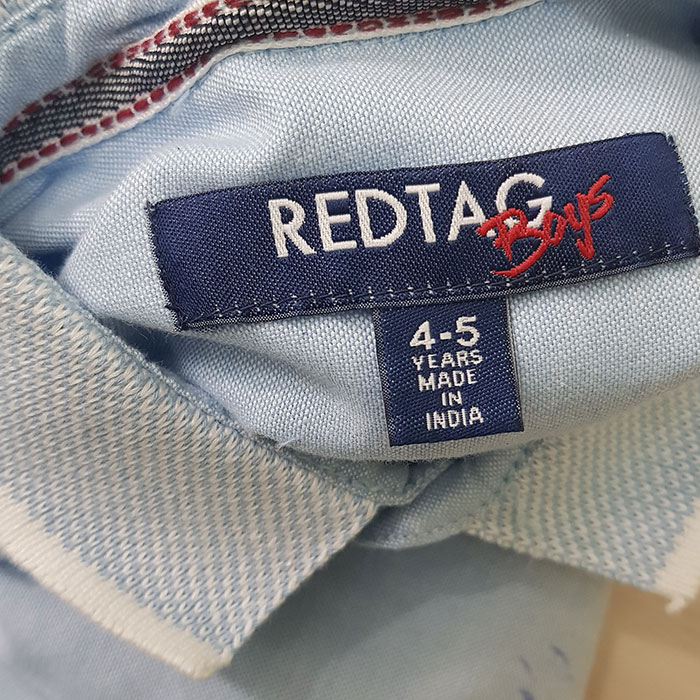 REDTAG
Boys
4-5
YEARS
MADE
IN
INDIA